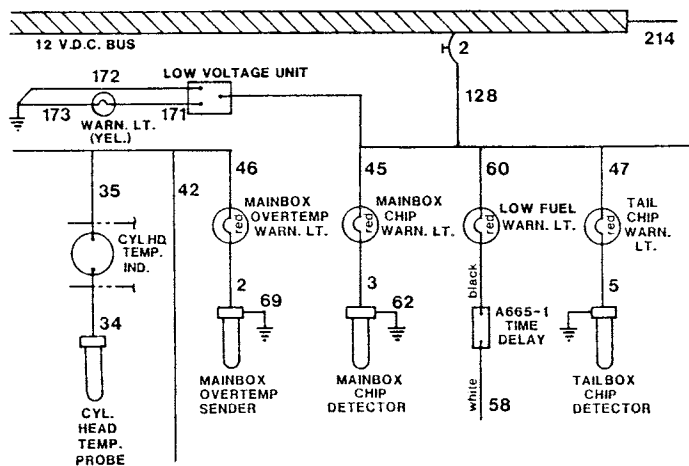 2
214
12 V.D.C. BUS
LOW VOLTAGE UNIT
172
128
173
171
WARN. LT.
(YEL.)
46
45
60
47
35
42
MAINBOX
OVERTEMP
WARN. LT.
red
MAINBOX
CHIP
WARN. LT.
red
LOW FUEL
WARN. LT.
red
TAIL
CHIP
WARN.
LT.
red
CYL HD.
TEMP.
IND.
black
2
69
3
62
5
34
A665-1
TIME
DELAY
MAINBOX
OVERTEMP
SENDER
MAINBOX
CHIP
DETECTOR
white
58
TAILBOX
CHIP
DETECTOR
CYL.
HEAD
TEMP.
PROBE